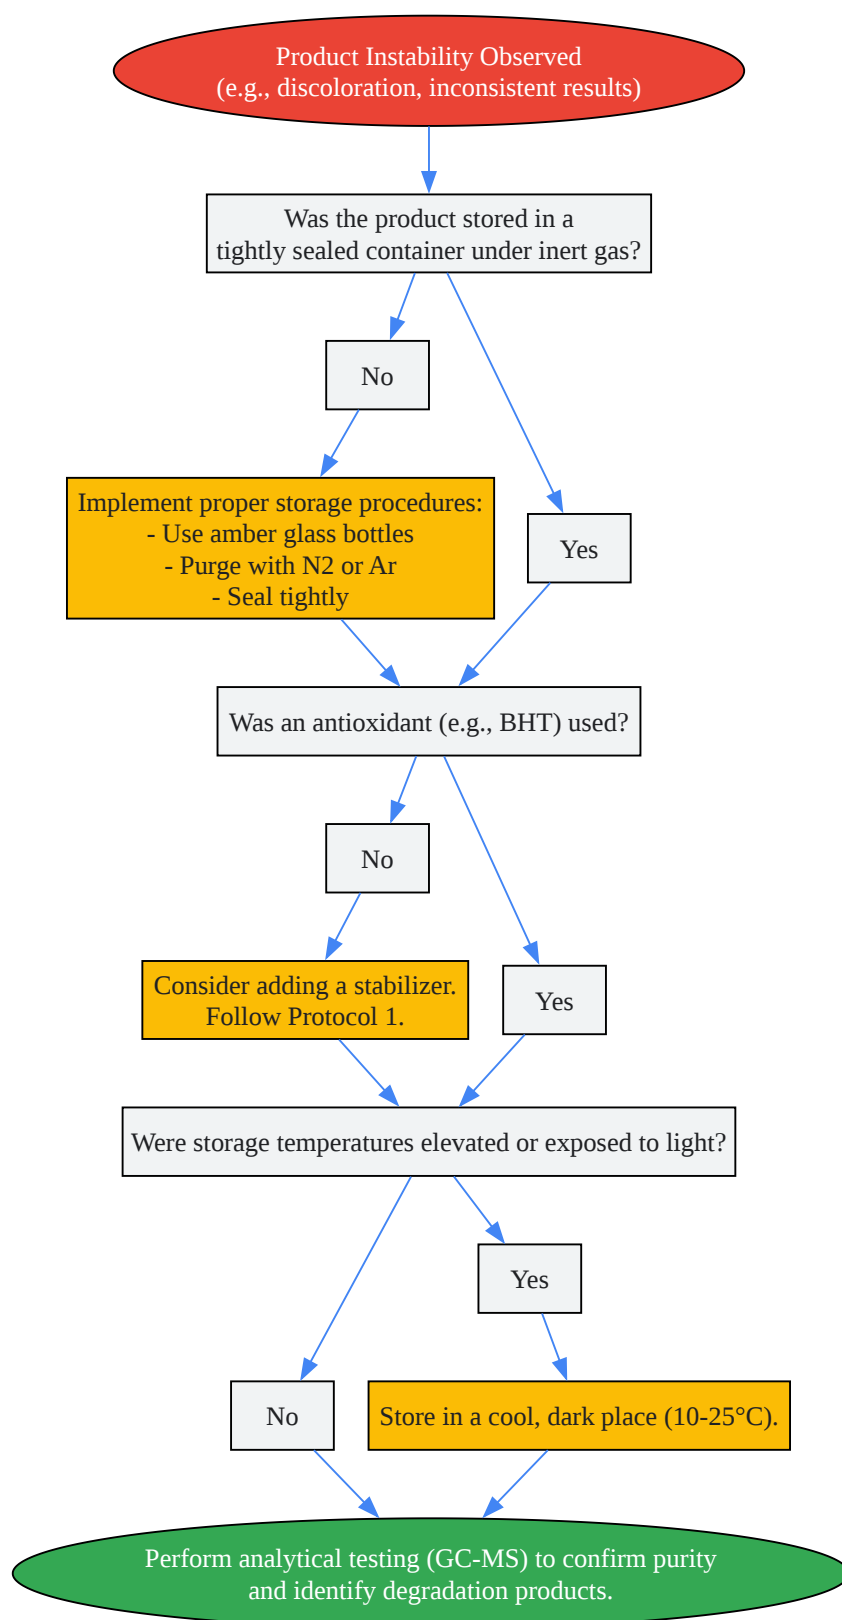 Product Instability Observed
(e.g., discoloration, inconsistent results)
Was the product stored in a
tightly sealed container under inert gas?
No
Implement proper storage procedures:
- Use amber glass bottles
- Purge with N2 or Ar
- Seal tightly
Yes
Was an antioxidant (e.g., BHT) used?
No
Consider adding a stabilizer.
Follow Protocol 1.
Yes
Were storage temperatures elevated or exposed to light?
Yes
No
Store in a cool, dark place (10-25°C).
Perform analytical testing (GC-MS) to confirm purity
and identify degradation products.